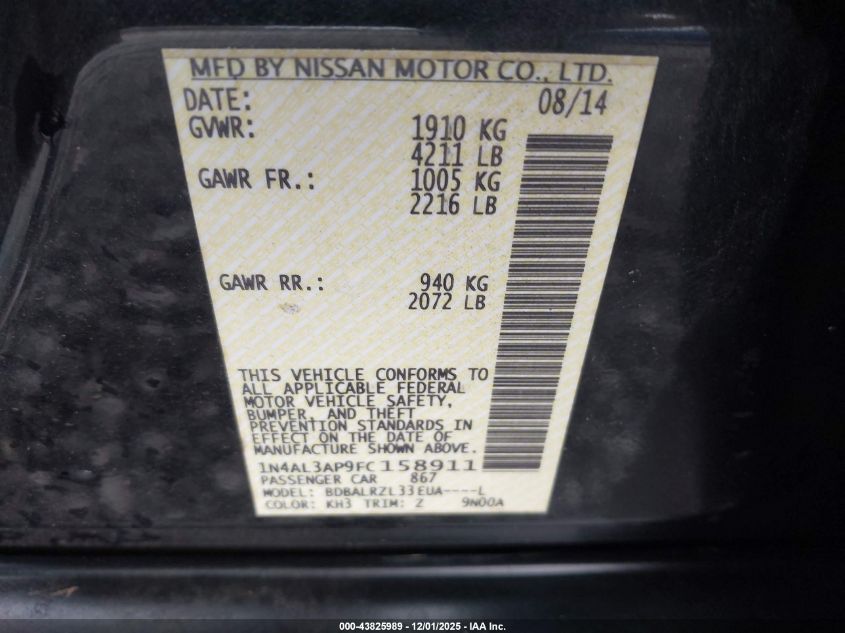 MFD BY NISSAN MOTOR CO., LTD.
DATE: 08/14
GVWR: 1910 KG
4211 LB
GAWR FR.: 1005 KG
2216 LB
GAWR RR.: 940 KG
2072 LB
THIS VEHICLE CONFORMS TO
ALL APPLICABLE FEDERAL
MOTOR VEHICLE SAFETY,
BUMPER, AND THEFT
PREVENTION STANDARDS IN
EFFECT ON THE DATE OF
MANUFACTURE SHOWN ABOVE.
1N4AL3AP9FC158911
PASSENGER CAR 867
MODEL: BDBALRZL33EUA----L
COLOR: KH3 TRIM: Z 9N00A
000-43825989 - 12/01/2025 - IAA Inc.